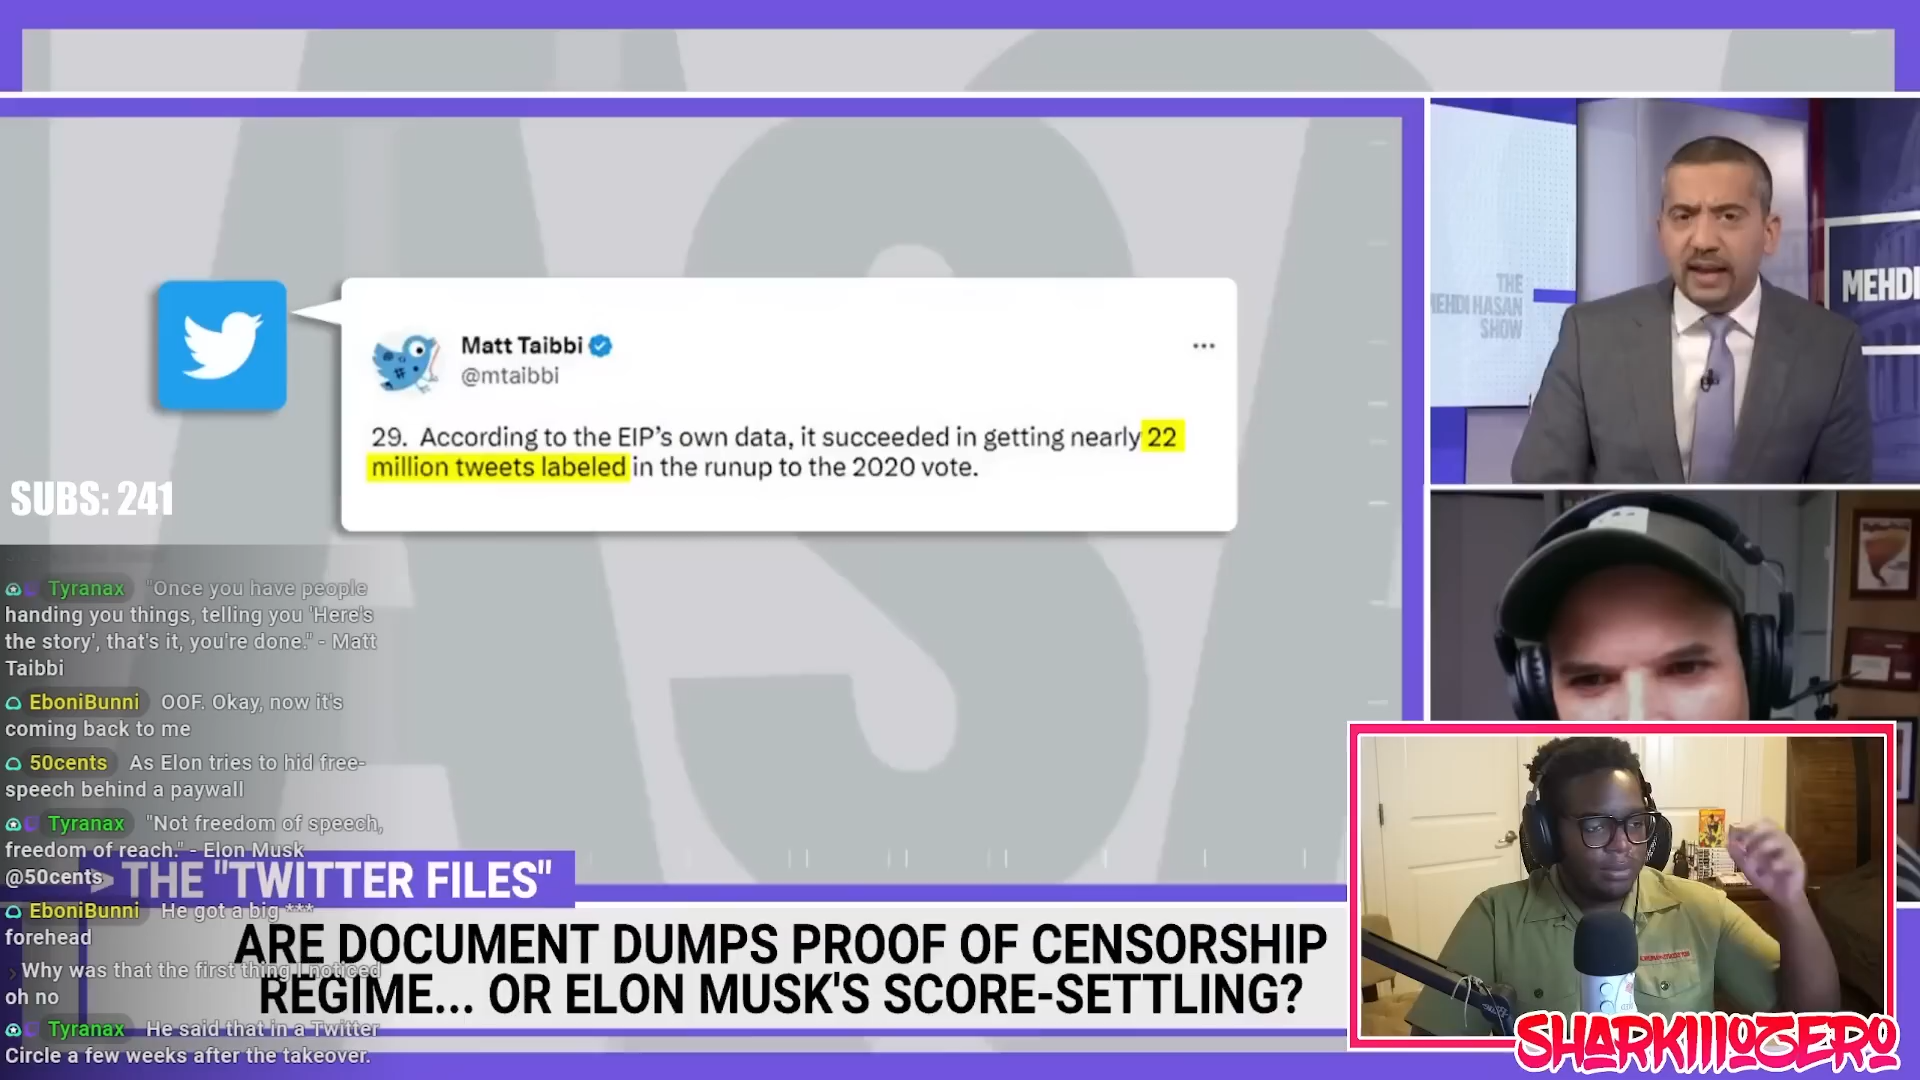 THE
MEHDI HASAN
SHOW
MEHDI
Matt Taibbi
@mtaibbi
29. According to the EIP's own data, it succeeded in getting nearly 22
million tweets labeled in the runup to the 2020 vote.
SUBS: 241
Tyranax "Once you have people
handing you things, telling you 'Here's
the story', that's it, you're done." - Matt
Taibbi
EboniBunni OOF. Okay, now it's
coming back to me
50cents As Elon tries to hid free-
speech behind a paywall
Tyranax "Not freedom of speech,
freedom of reach." - Elon Musk
@50cents
EboniBunni He got a big ***
forehead
Why was that the first thing I noticed
oh no
Tyranax He said that in a Twitter
Circle a few weeks after the takeover.
>THE "TWITTER FILES"
ARE DOCUMENT DUMPS PROOF OF CENSORSHIP
REGIME... OR ELON MUSK'S SCORE-SETTLING?
SHARKIIIOZERO